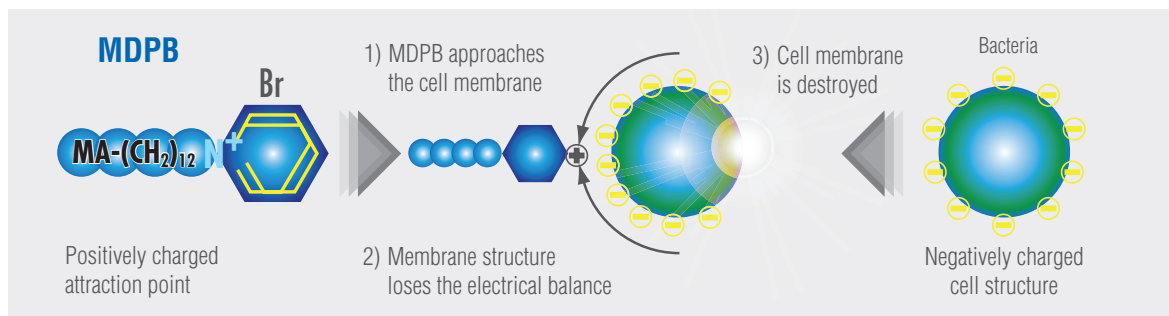 MDPB
Br
MA-(CH₂)₁₂ N⁺
Positively charged
attraction point
1) MDPB approaches
the cell membrane
2) Membrane structure
loses the electrical balance
3) Cell membrane
is destroyed
Bacteria
Negatively charged
cell structure